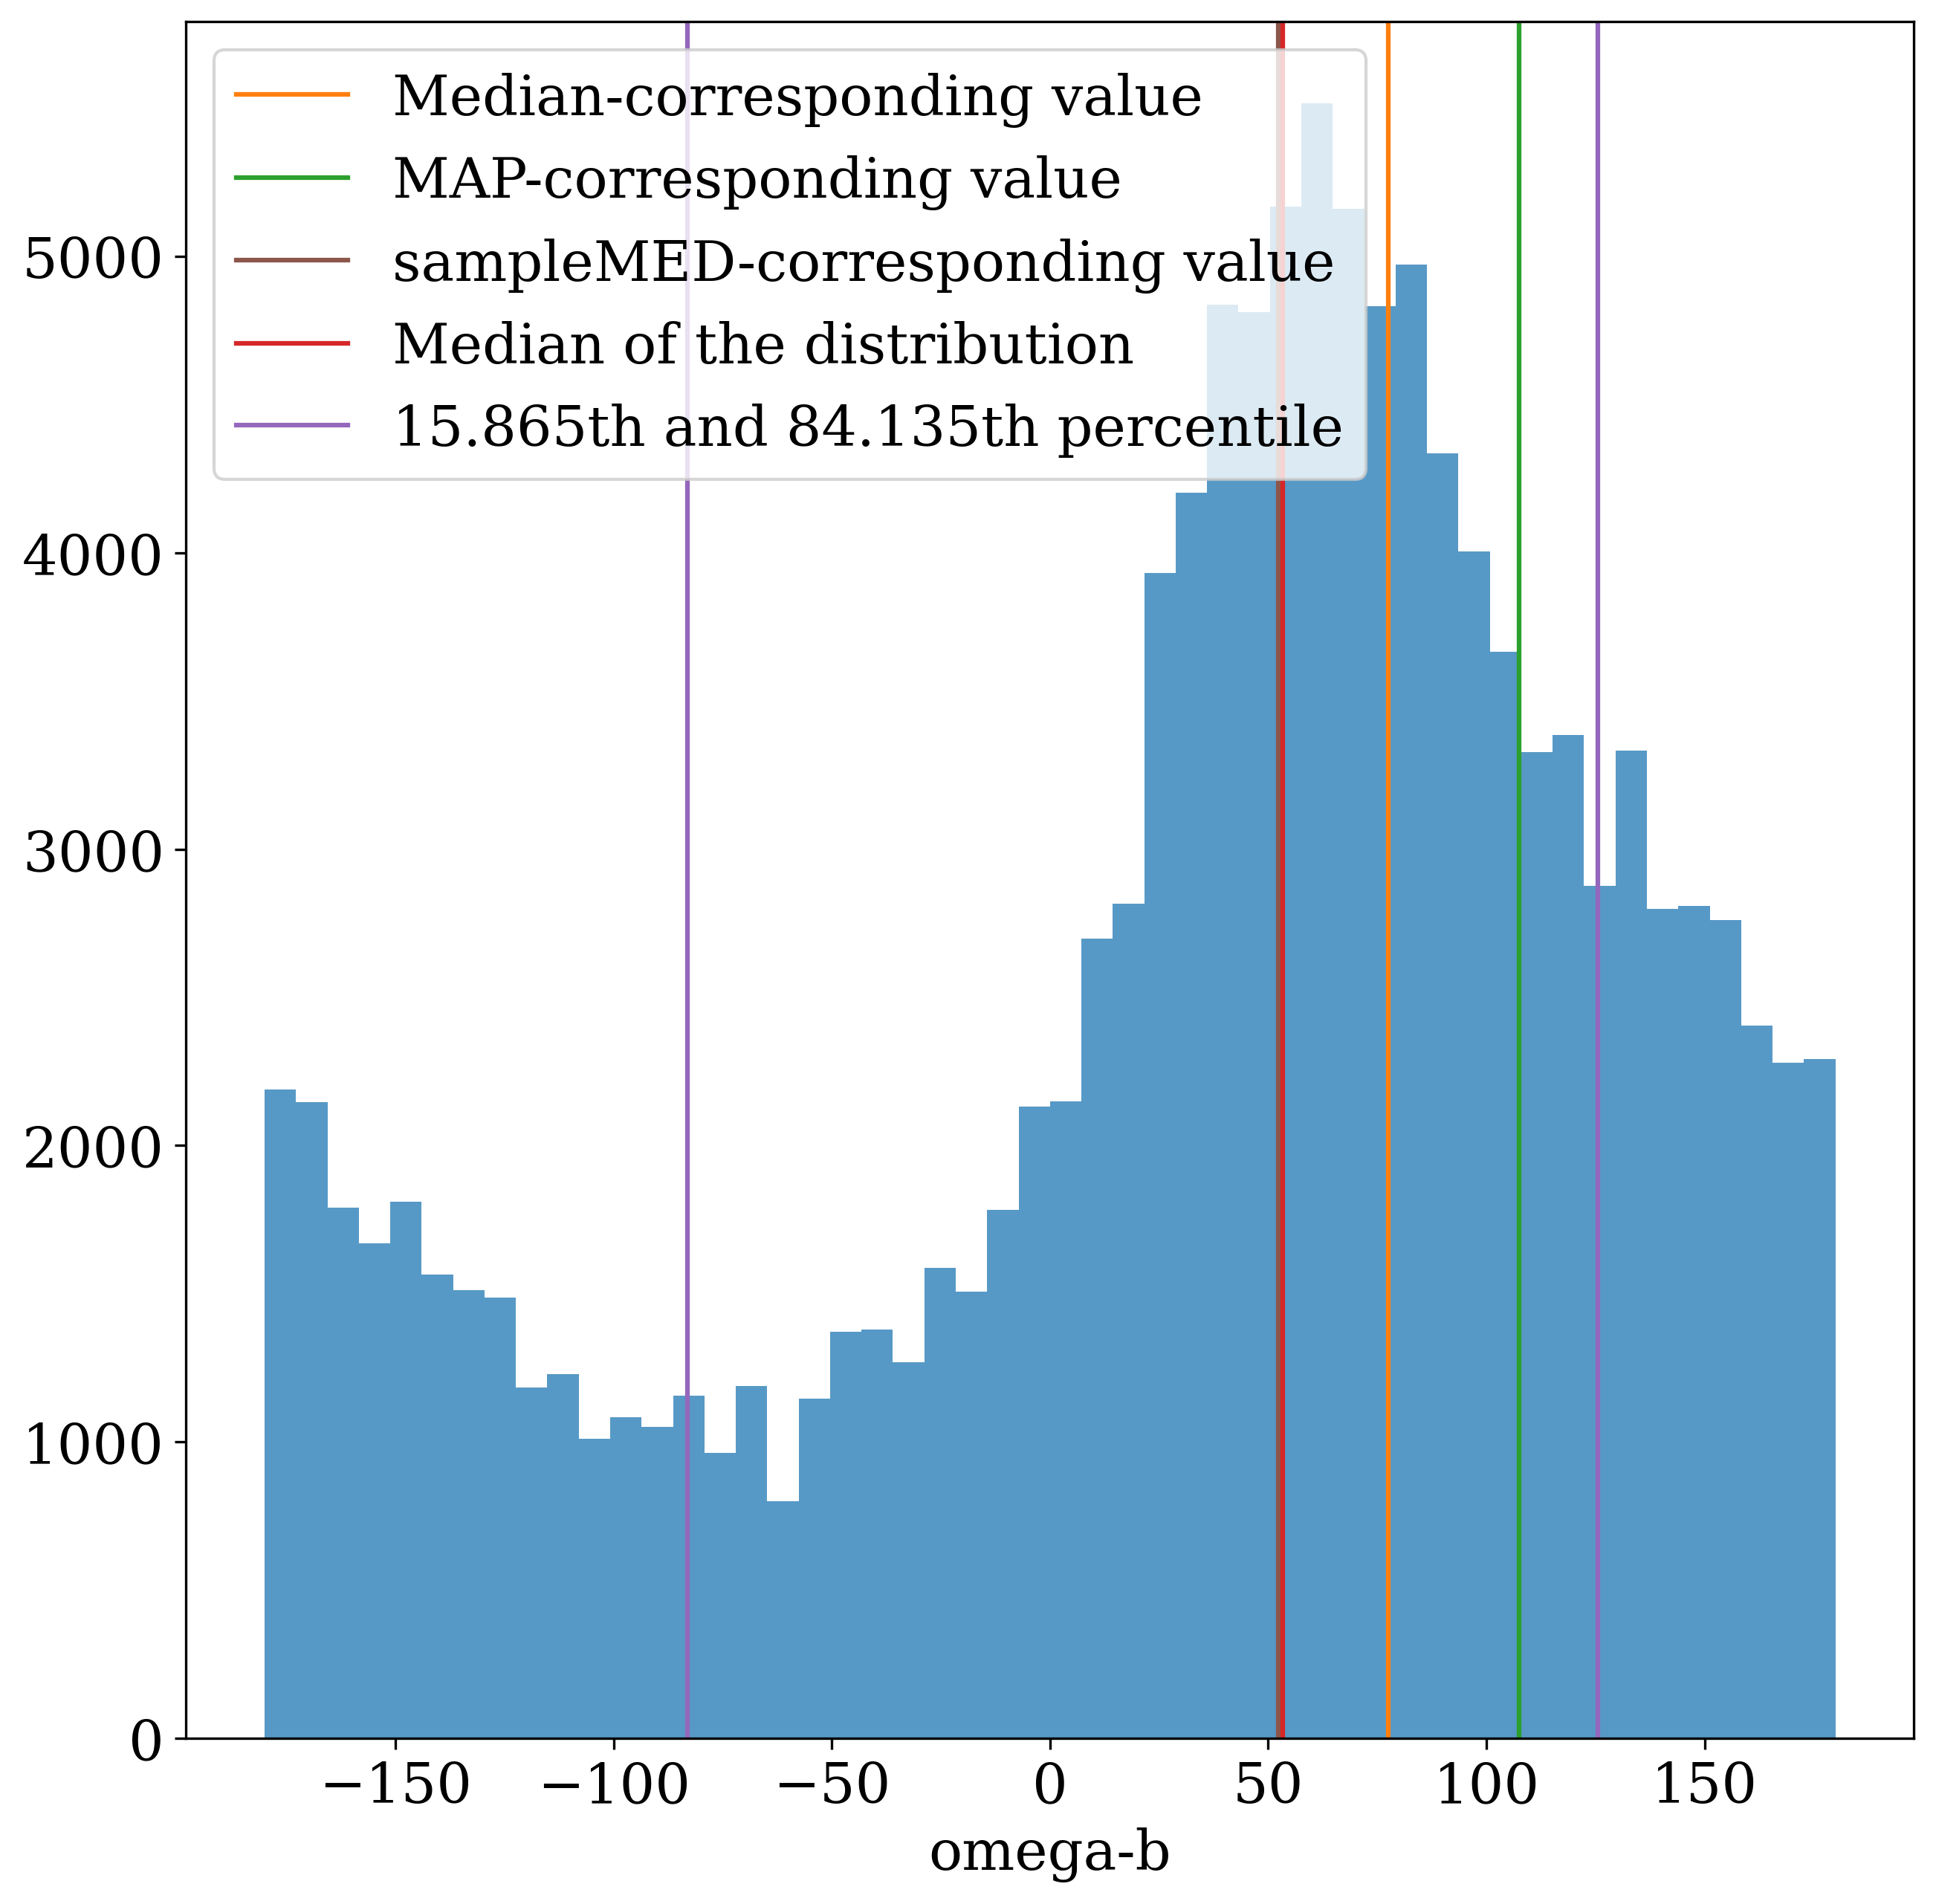 Median-corresponding value
MAP-corresponding value
sampleMED-corresponding value
Median of the distribution
15.865th and 84.135th percentile
5000
4000
3000
2000
1000
0
−150 −100 −50 0 50 100 150
omega-b